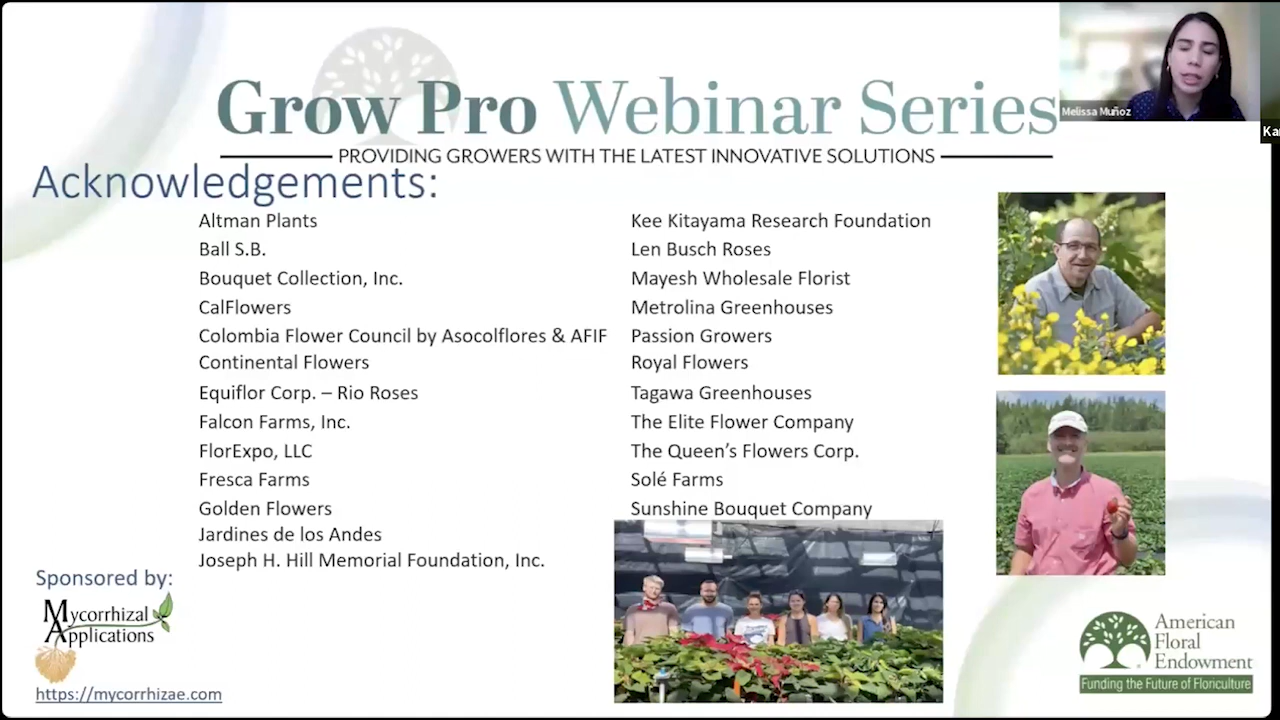 Grow Pro Webinar Series
PROVIDING GROWERS WITH THE LATEST INNOVATIVE SOLUTIONS
Melissa Muñoz
Acknowledgements:
Altman Plants
Ball S.B.
Bouquet Collection, Inc.
CalFlowers
Colombia Flower Council by Asocolflores & AFIF
Continental Flowers
Equiflor Corp. – Rio Roses
Falcon Farms, Inc.
FlorExpo, LLC
Fresca Farms
Golden Flowers
Jardines de los Andes
Joseph H. Hill Memorial Foundation, Inc.
Kee Kitayama Research Foundation
Len Busch Roses
Mayesh Wholesale Florist
Metrolina Greenhouses
Passion Growers
Royal Flowers
Tagawa Greenhouses
The Elite Flower Company
The Queen’s Flowers Corp.
Solé Farms
Sunshine Bouquet Company
Sponsored by:
Mycorrhizal
Applications
https://mycorrhizae.com
American
Floral
Endowment
Funding the Future of Floriculture